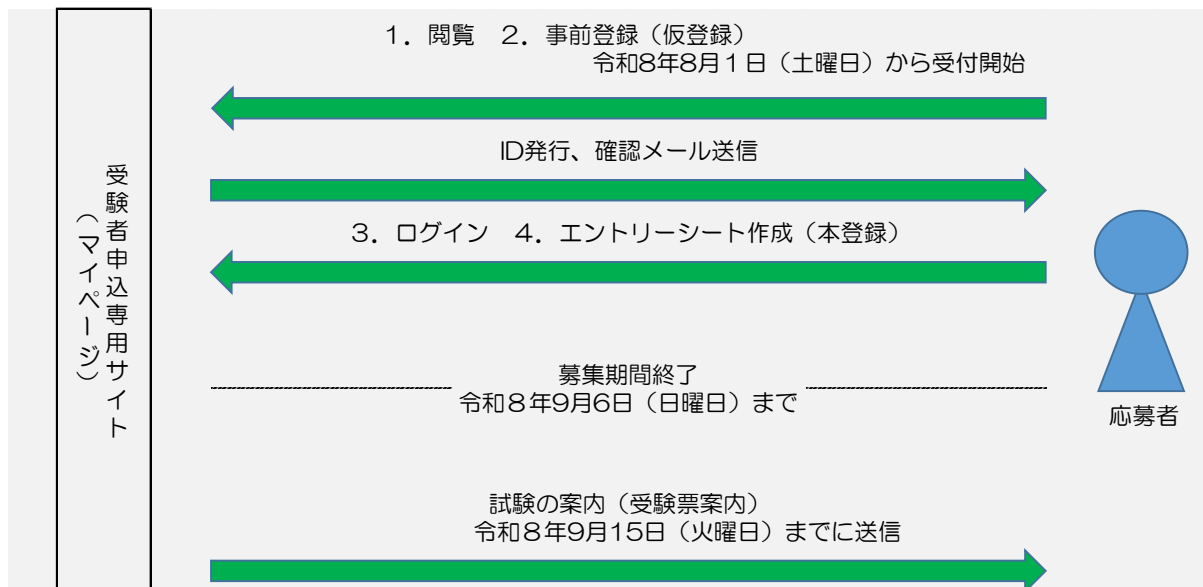 1．閲覧　2．事前登録（仮登録）
令和8年8月１日（土曜日）から受付開始
ID発行、確認メール送信
受験者申込専用サイト
（マイページ）
3．ログイン　4．エントリーシート作成（本登録）
募集期間終了
令和８年9月6日（日曜日）まで
応募者
試験の案内（受験票案内）
令和８年9月15日（火曜日）までに送信